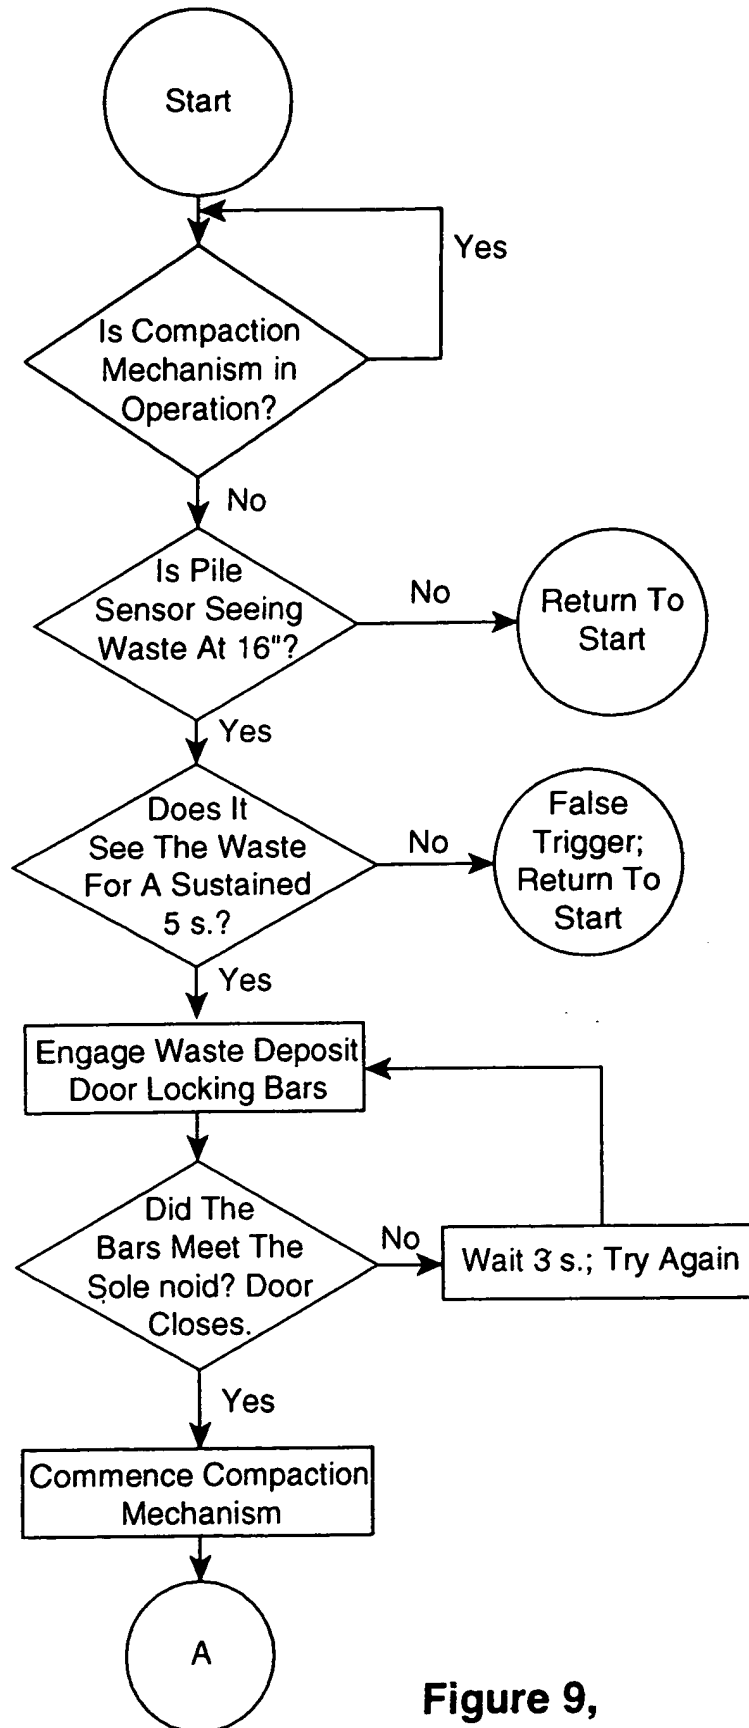 Start
Yes
Is Compaction
Mechanism in
Operation?
No
Is Pile
Sensor Seeing
Waste At 16"?
No
Return To
Start
Yes
Does It
See The Waste
For A Sustained
5 s.?
No
False
Trigger;
Return To
Start
Yes
Engage Waste Deposit
Door Locking Bars
Did The
Bars Meet The
Sole noid? Door
Closes.
No
Wait 3 s.; Try Again
Yes
Commence Compaction
Mechanism
A
Figure 9,